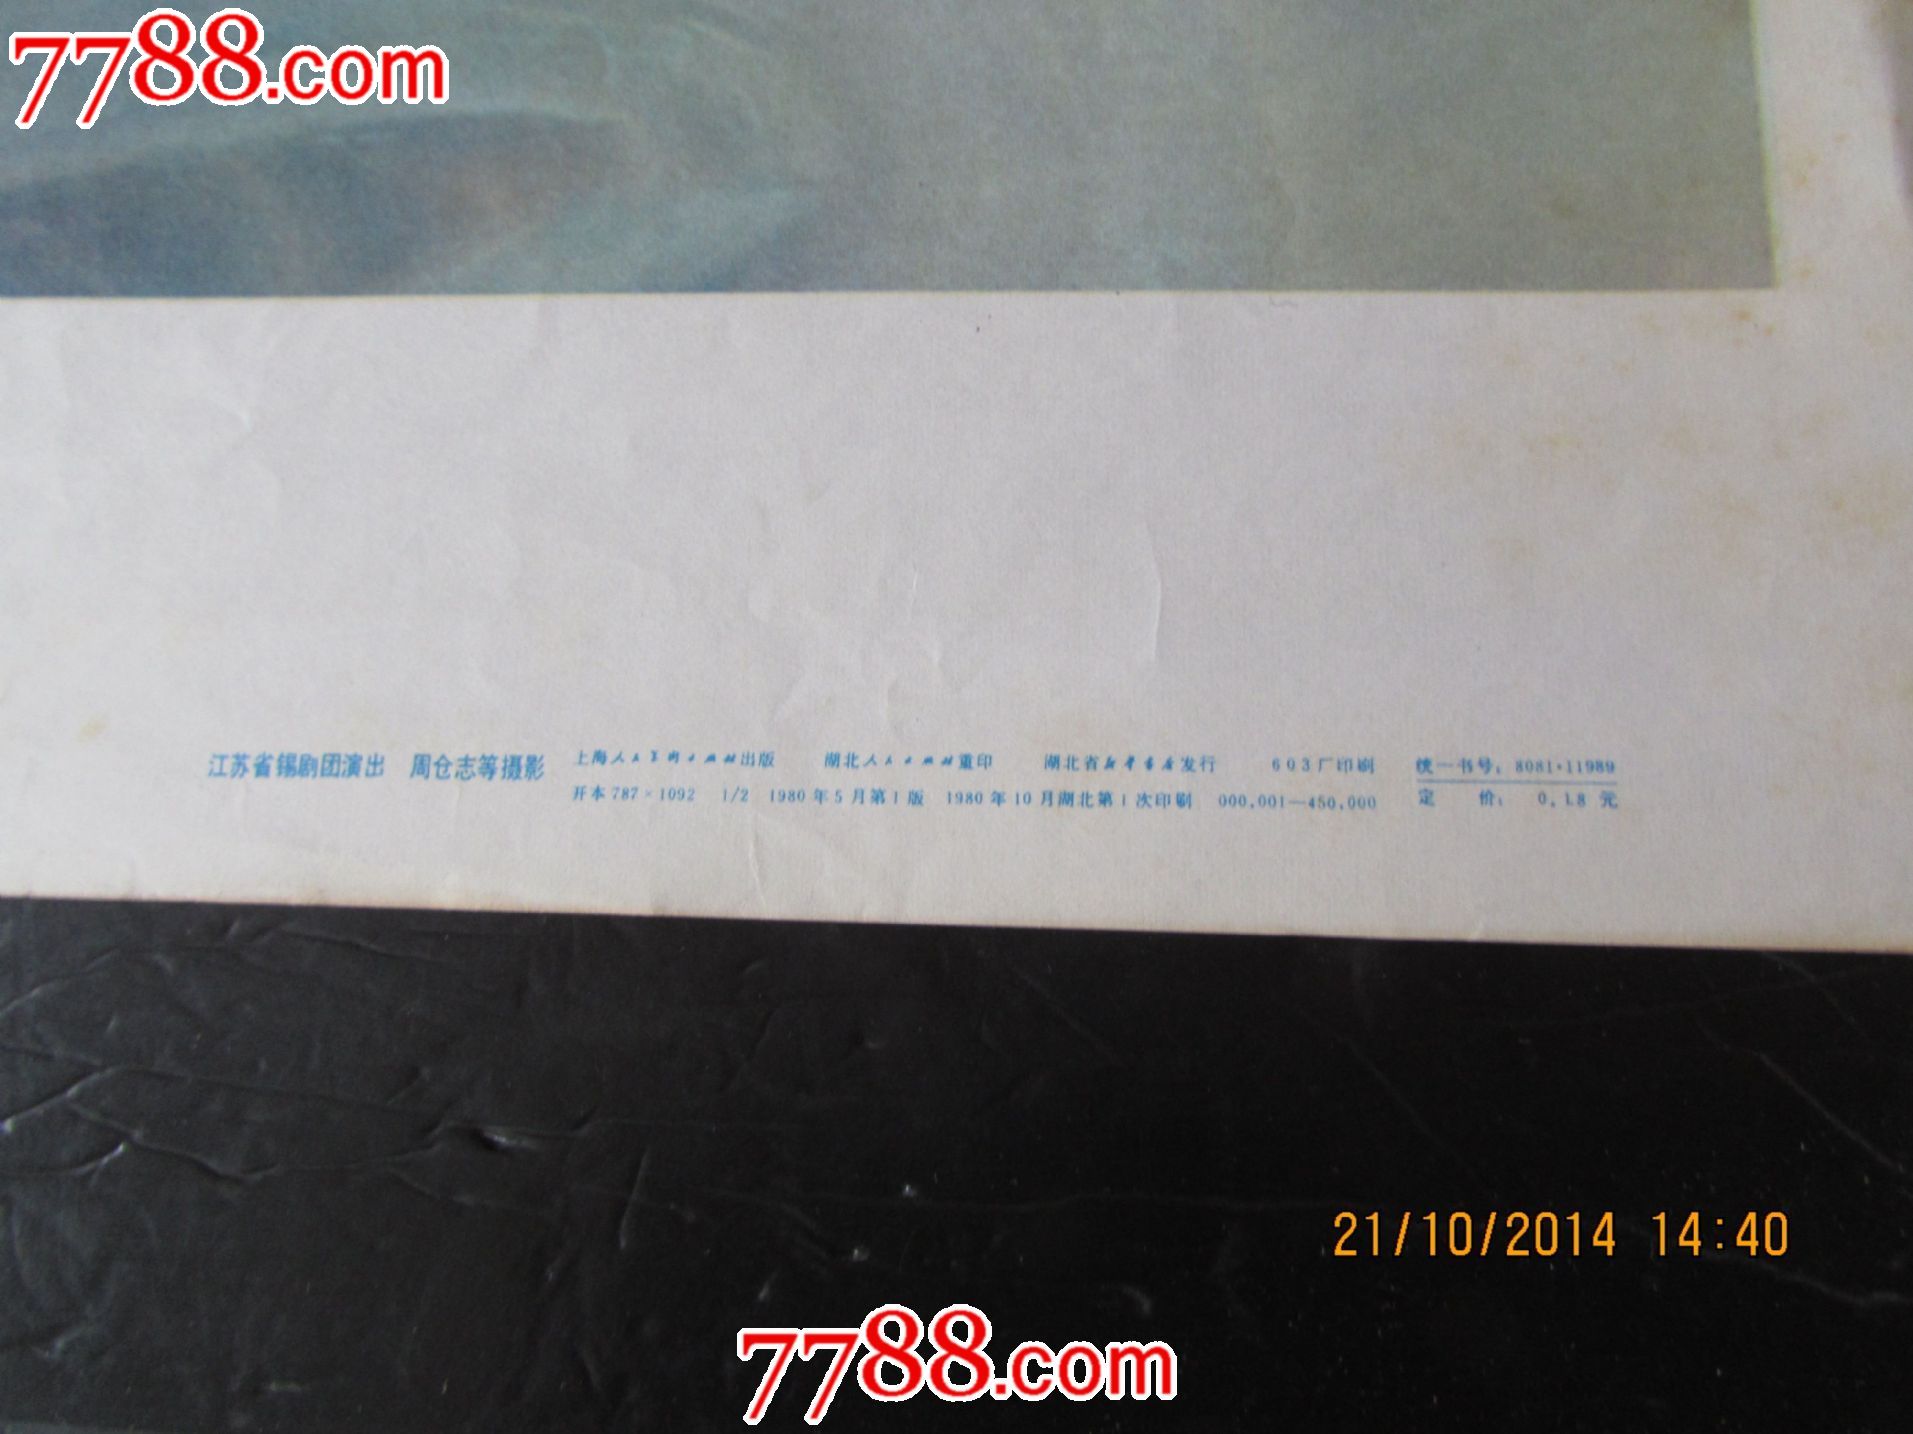 7788.com
江苏省锡剧团演出 周仓志等摄影
上海人民美术出版社出版 湖北人民出版社重印 湖北省新华书店发行 603厂印刷 统一书号：8081·11989
开本787×1092 1/2 1980年5月第1版 1980年10月湖北第1次印刷 000,001—450,000 定 价： 0.18 元
21/10/2014 14:40
7788.com